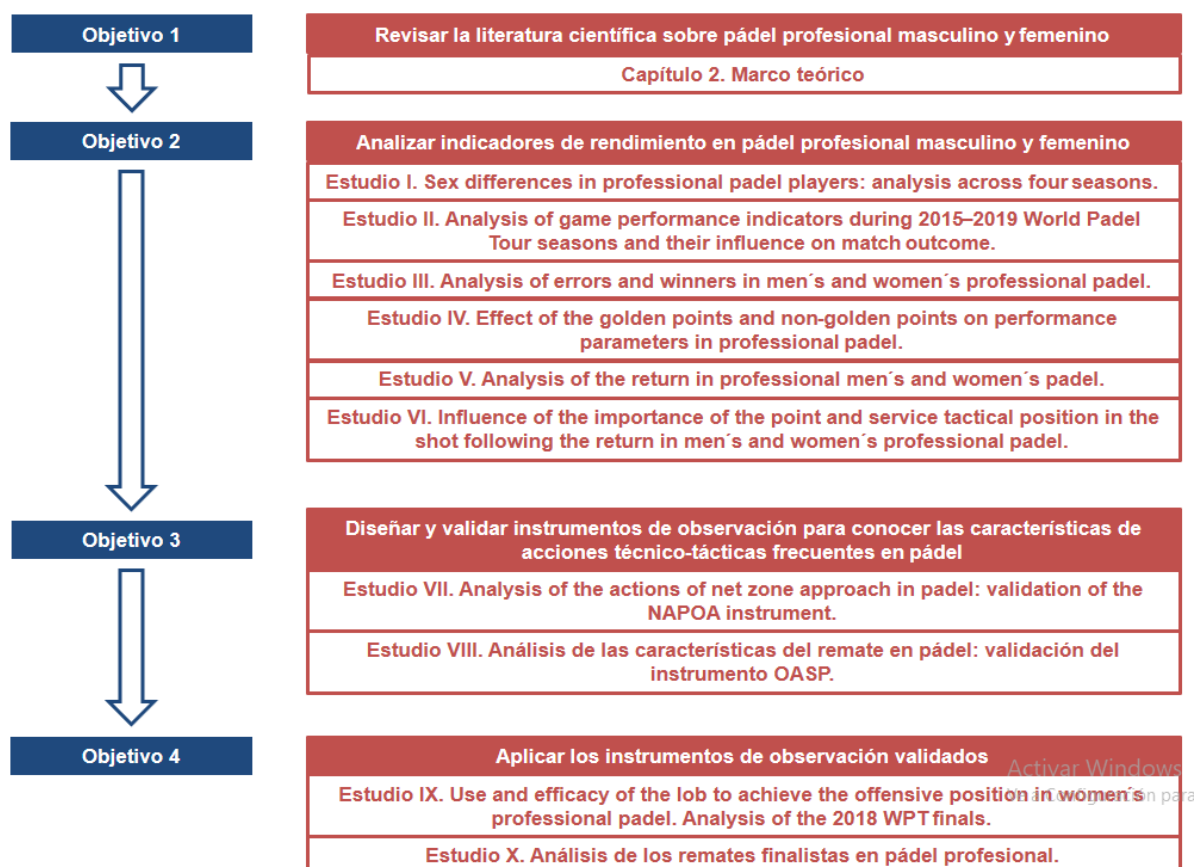 Objetivo 1
Revisar la literatura científica sobre pádel profesional masculino y femenino
Capítulo 2. Marco teórico
Objetivo 2
Analizar indicadores de rendimiento en pádel profesional masculino y femenino
Estudio I. Sex differences in professional padel players: analysis across four seasons.
Estudio II. Analysis of game performance indicators during 2015–2019 World Padel
Tour seasons and their influence on match outcome.
Estudio III. Analysis of errors and winners in men´s and women´s professional padel.
Estudio IV. Effect of the golden points and non-golden points on performance
parameters in professional padel.
Estudio V. Analysis of the return in professional men´s and women´s padel.
Estudio VI. Influence of the importance of the point and service tactical position in the
shot following the return in men´s and women´s professional padel.
Objetivo 3
Diseñar y validar instrumentos de observación para conocer las características de
acciones técnico-tácticas frecuentes en pádel
Estudio VII. Analysis of the actions of net zone approach in padel: validation of the
NAPOA instrument.
Estudio VIII. Análisis de las características del remate en pádel: validación del
instrumento OASP.
Objetivo 4
Aplicar los instrumentos de observación validados
Activar Windows
Estudio IX. Use and efficacy of the lob to achieve the offensive position in women´s
professional padel. Analysis of the 2018 WPT finals.
Estudio X. Análisis de los remates finalistas en pádel profesional.